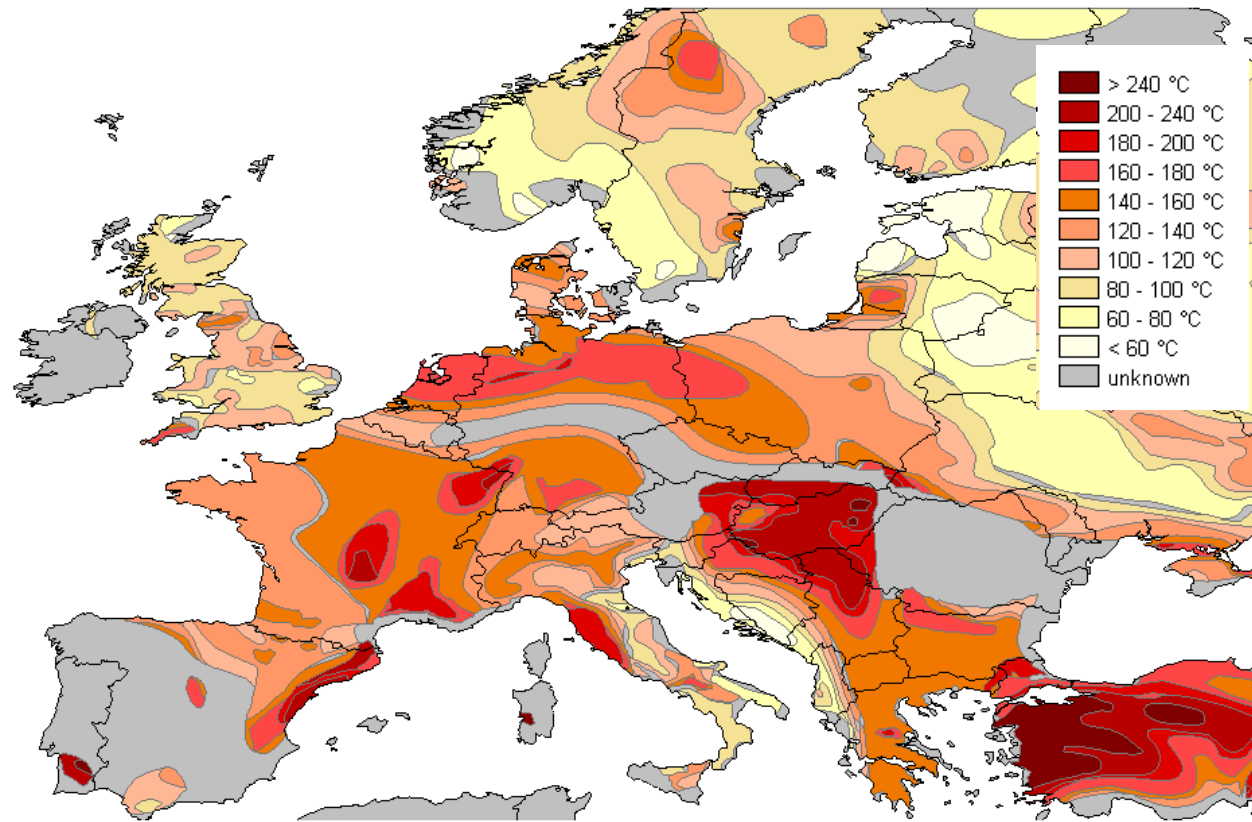 > 240 °C
200 - 240 °C
180 - 200 °C
160 - 180 °C
140 - 160 °C
120 - 140 °C
100 - 120 °C
80 - 100 °C
60 - 80 °C
< 60 °C
unknown